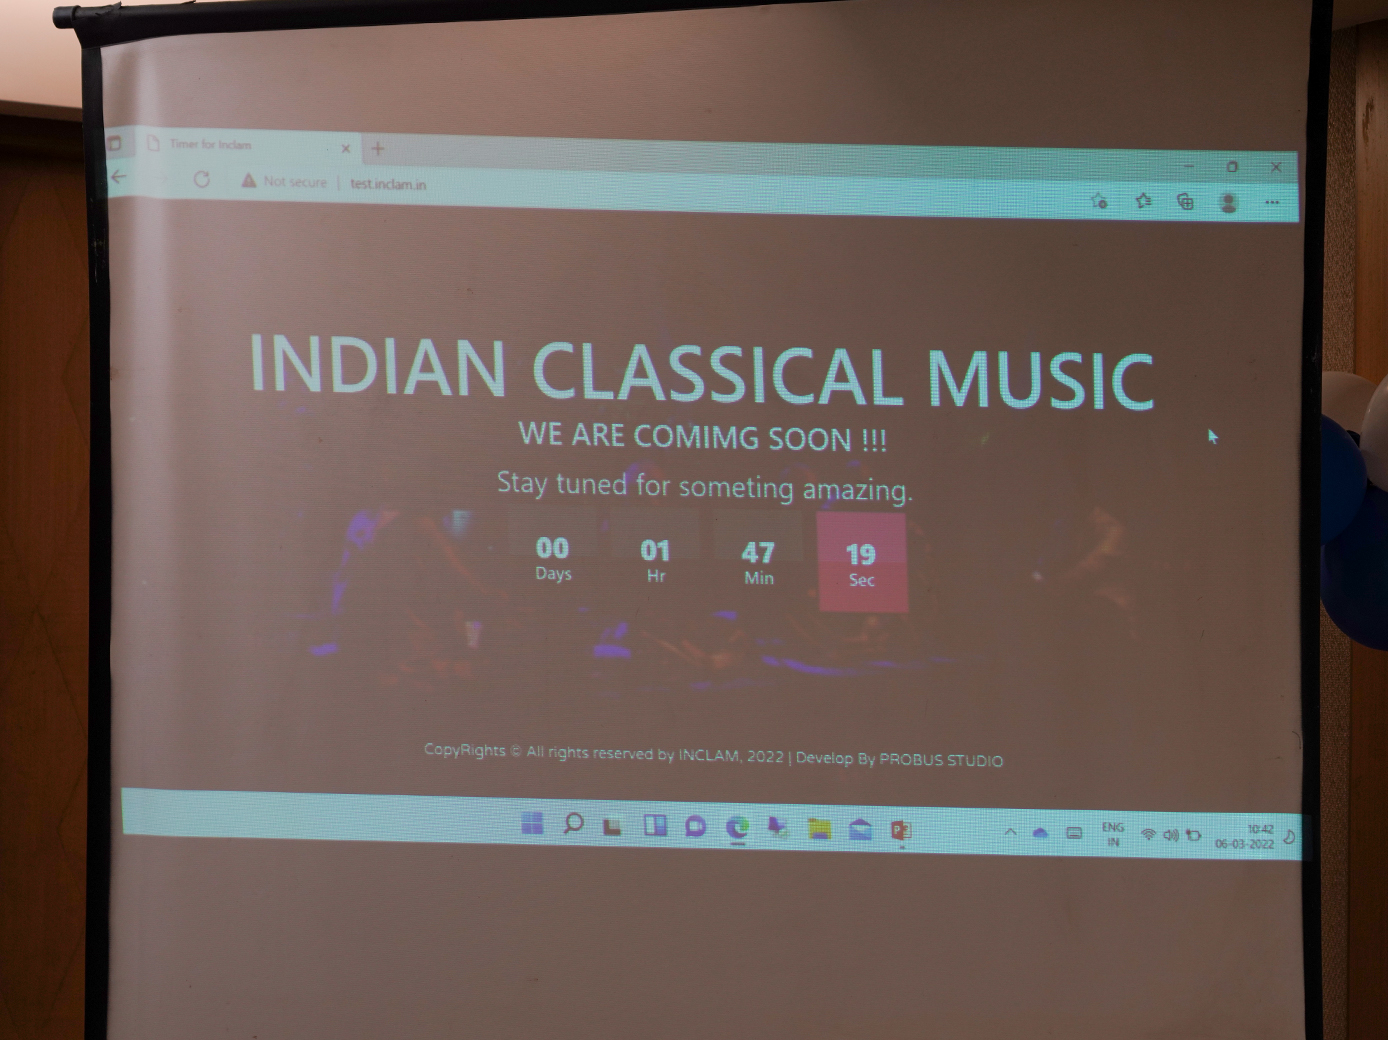 Timer for Inclam
Not secure | test.inclam.in
INDIAN CLASSICAL MUSIC
WE ARE COMIMG SOON !!!
Stay tuned for someting amazing.
00 01 47 19
Days Hr Min Sec
CopyRights © All rights reserved by INCLAM, 2022 | Develop By PROBUS STUDIO
ENG 10:42
IN 06-03-2022